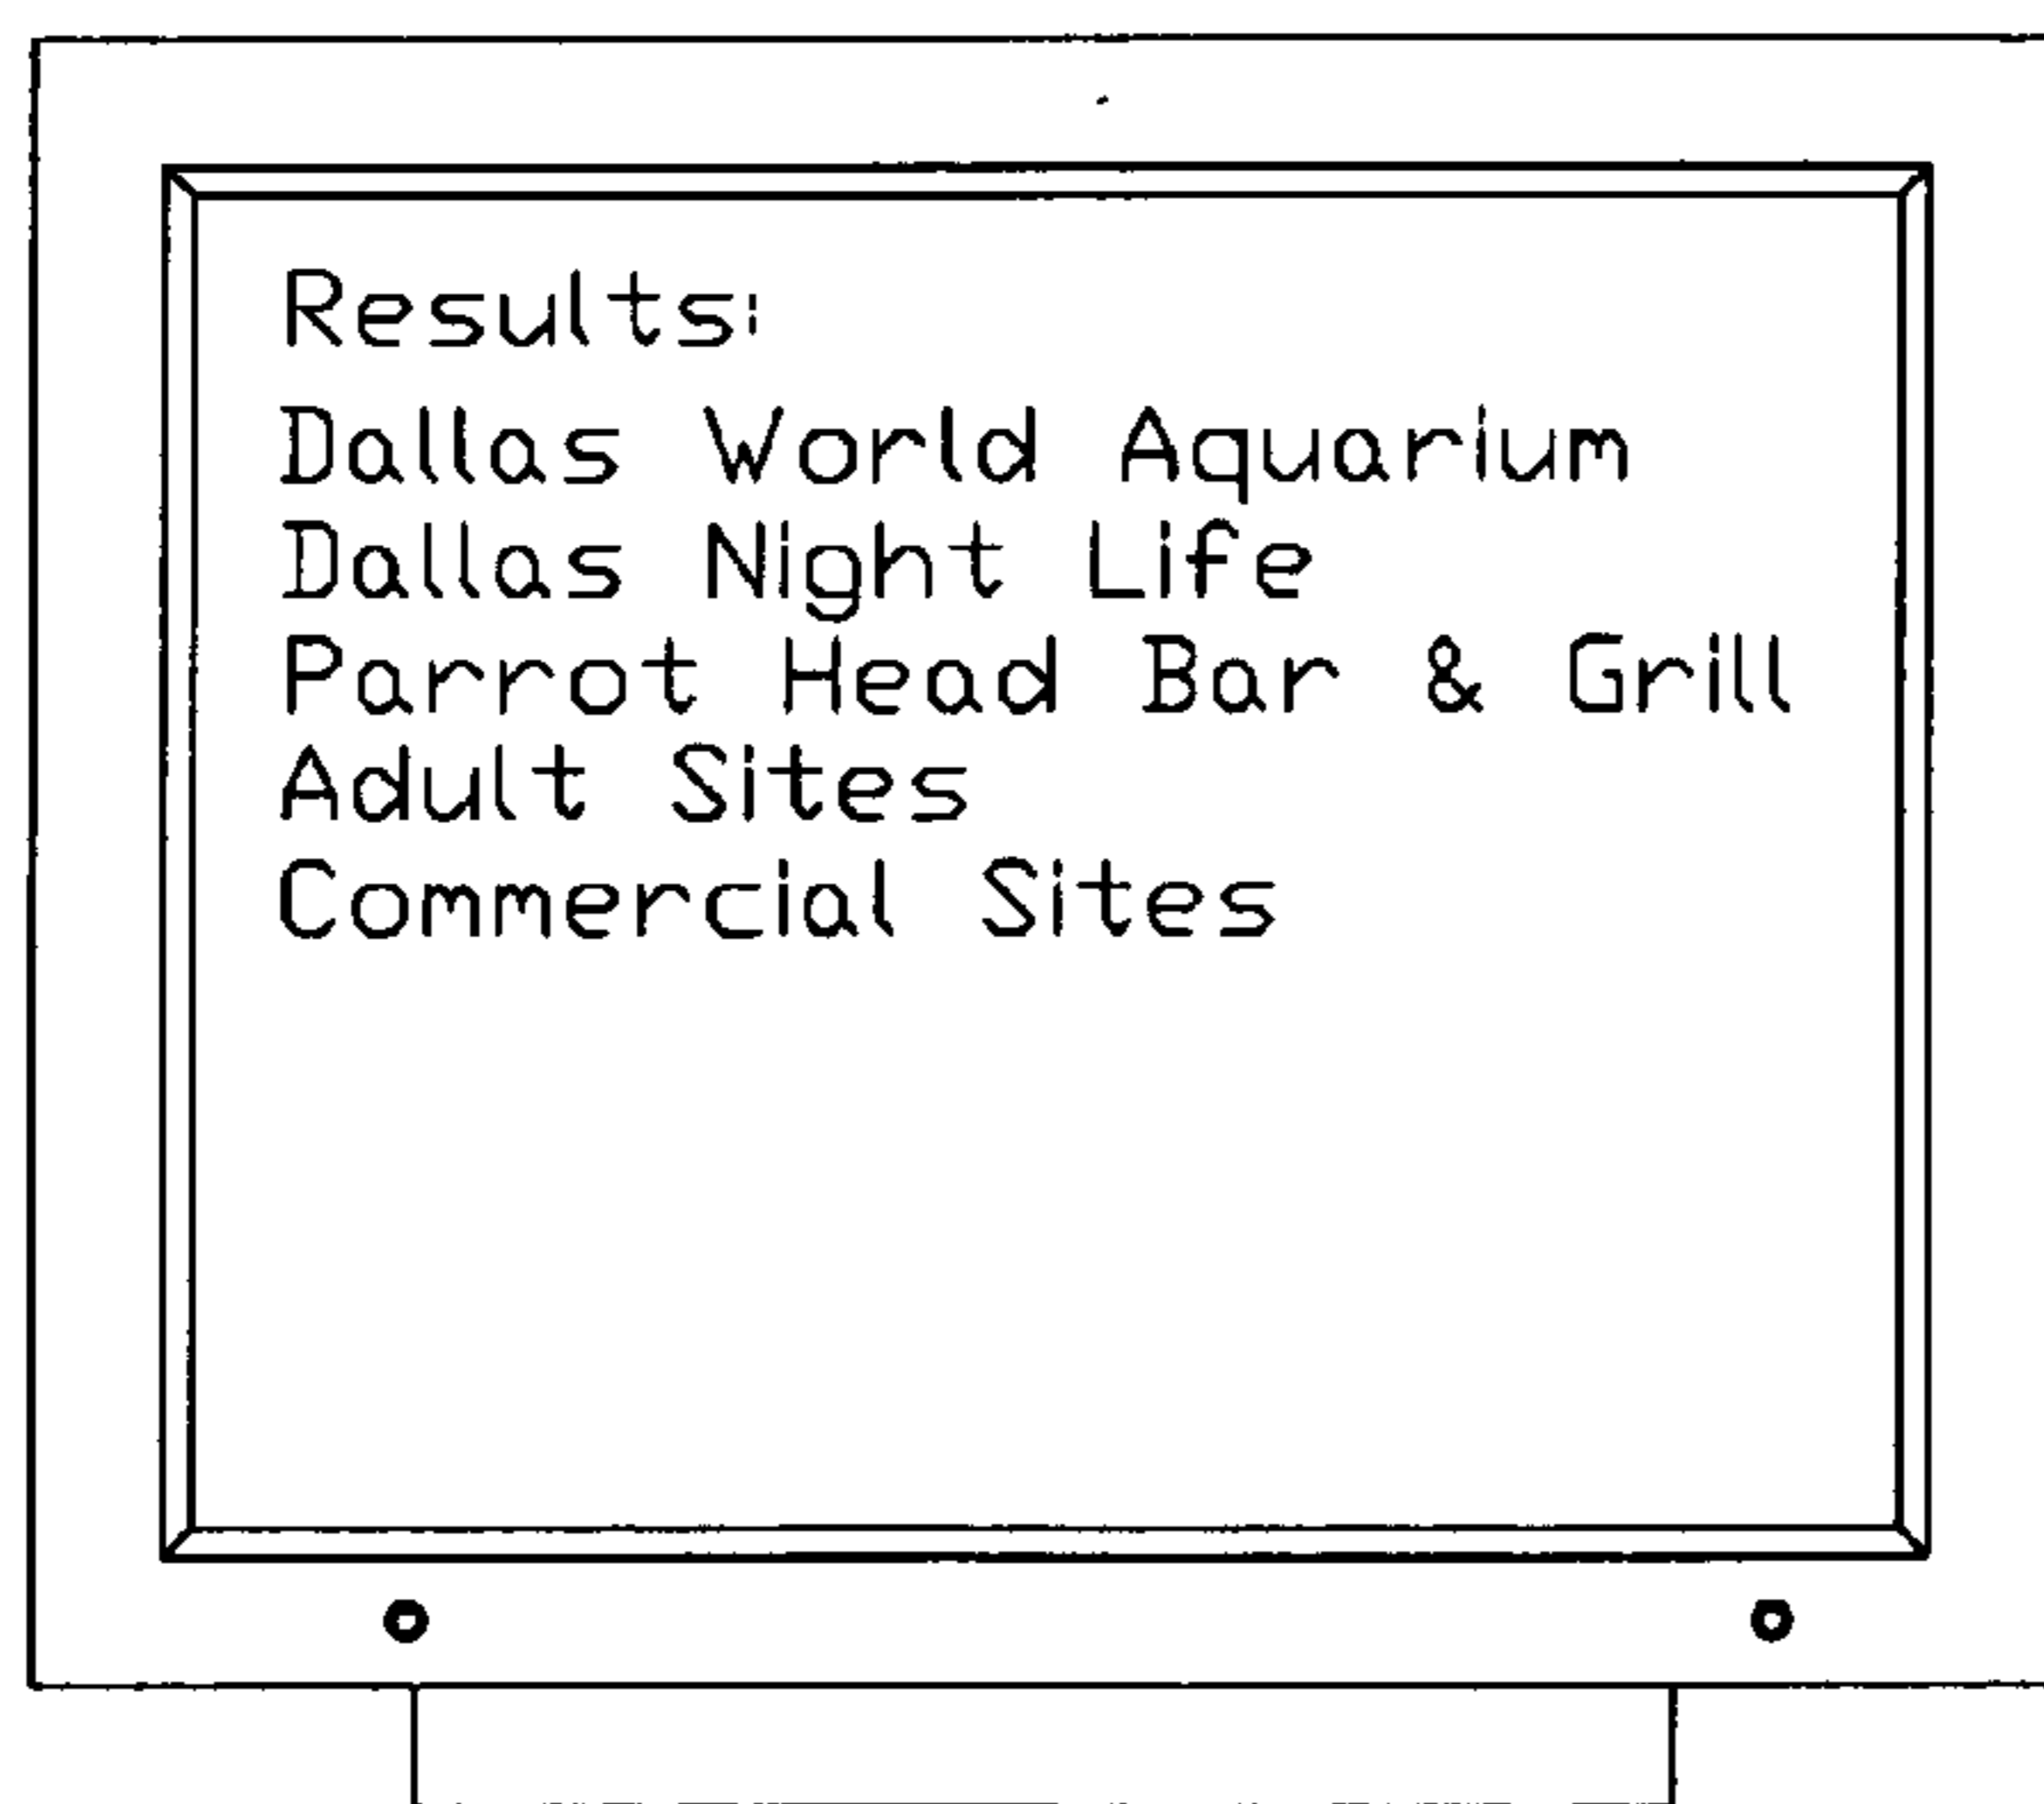 Results:
Dallas World Aquarium
Dallas Night Life
Parrot Head Bar & Grill
Adult Sites
Commercial Sites